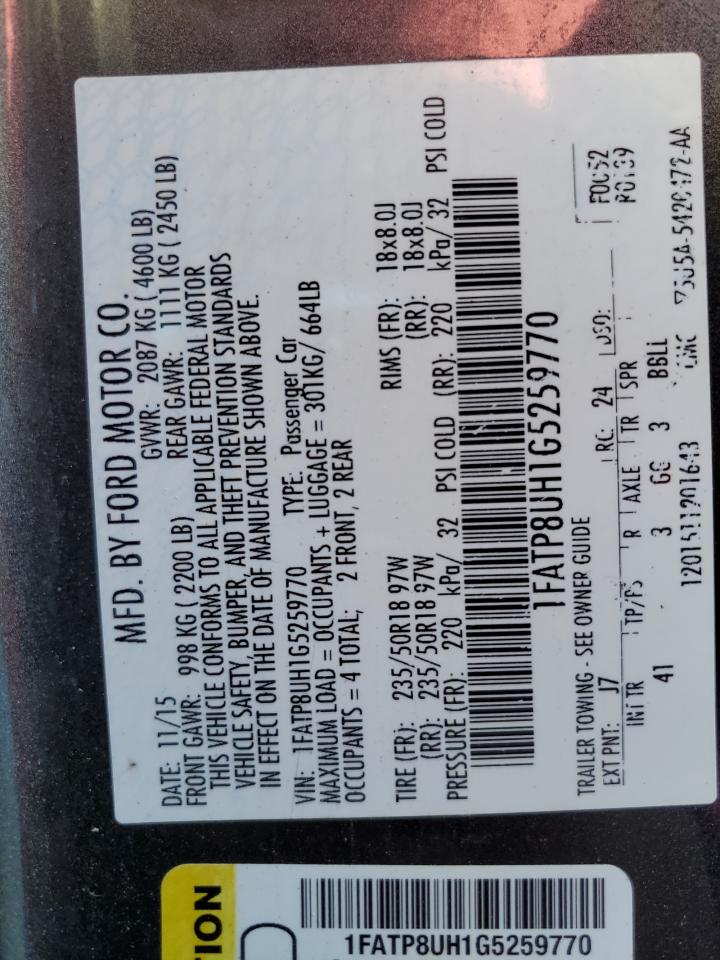 MFD. BY FORD MOTOR CO.
DATE: 11/15 GVWR: 2087 KG ( 4600 LB)
FRONT GAWR: 998 KG ( 2200 LB) REAR GAWR: 1111 KG ( 2450 LB)
THIS VEHICLE CONFORMS TO ALL APPLICABLE FEDERAL MOTOR
VEHICLE SAFETY, BUMPER, AND THEFT PREVENTION STANDARDS
IN EFFECT ON THE DATE OF MANUFACTURE SHOWN ABOVE.
VIN: 1FATP8UH1G5259770 TYPE: Passenger Car
MAXIMUM LOAD = OCCUPANTS + LUGGAGE = 301KG/ 664LB
OCCUPANTS = 4 TOTAL; 2 FRONT, 2 REAR
TIRE (FR): 235/50R18 97W RIMS (FR): 18x8.0J
(RR): 235/50R18 97W (RR): 18x8.0J
PRESSURE (FR): 220 kPa/ 32 PSI COLD (RR): 220 kPa/ 32 PSI COLD
1FATP8UH1G5259770
TRAILER TOWING - SEE OWNER GUIDE
EXT PNT: J7 RC: 24 DSO: F0052
INT TR TP/PS R AXLE TR SPR
41 3 GG 3 BBLL
12015111201643
TION
1FATP8UH1G5259770